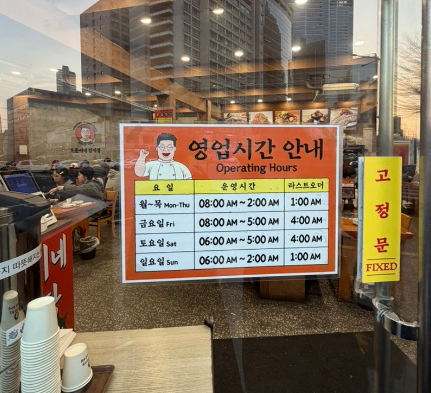 영업시간 안내
Operating Hours
요 일 운영시간 라스트오더
월~목 Mon-Thu 08:00 AM ~ 2:00 AM 1:00 AM
금요일 Fri 08:00 AM ~ 5:00 AM 4:00 AM
토요일 Sat 06:00 AM ~ 5:00 AM 4:00 AM
일요일 Sun 06:00 AM ~ 2:00 AM 1:00 AM
고
정
문
FIXED
네